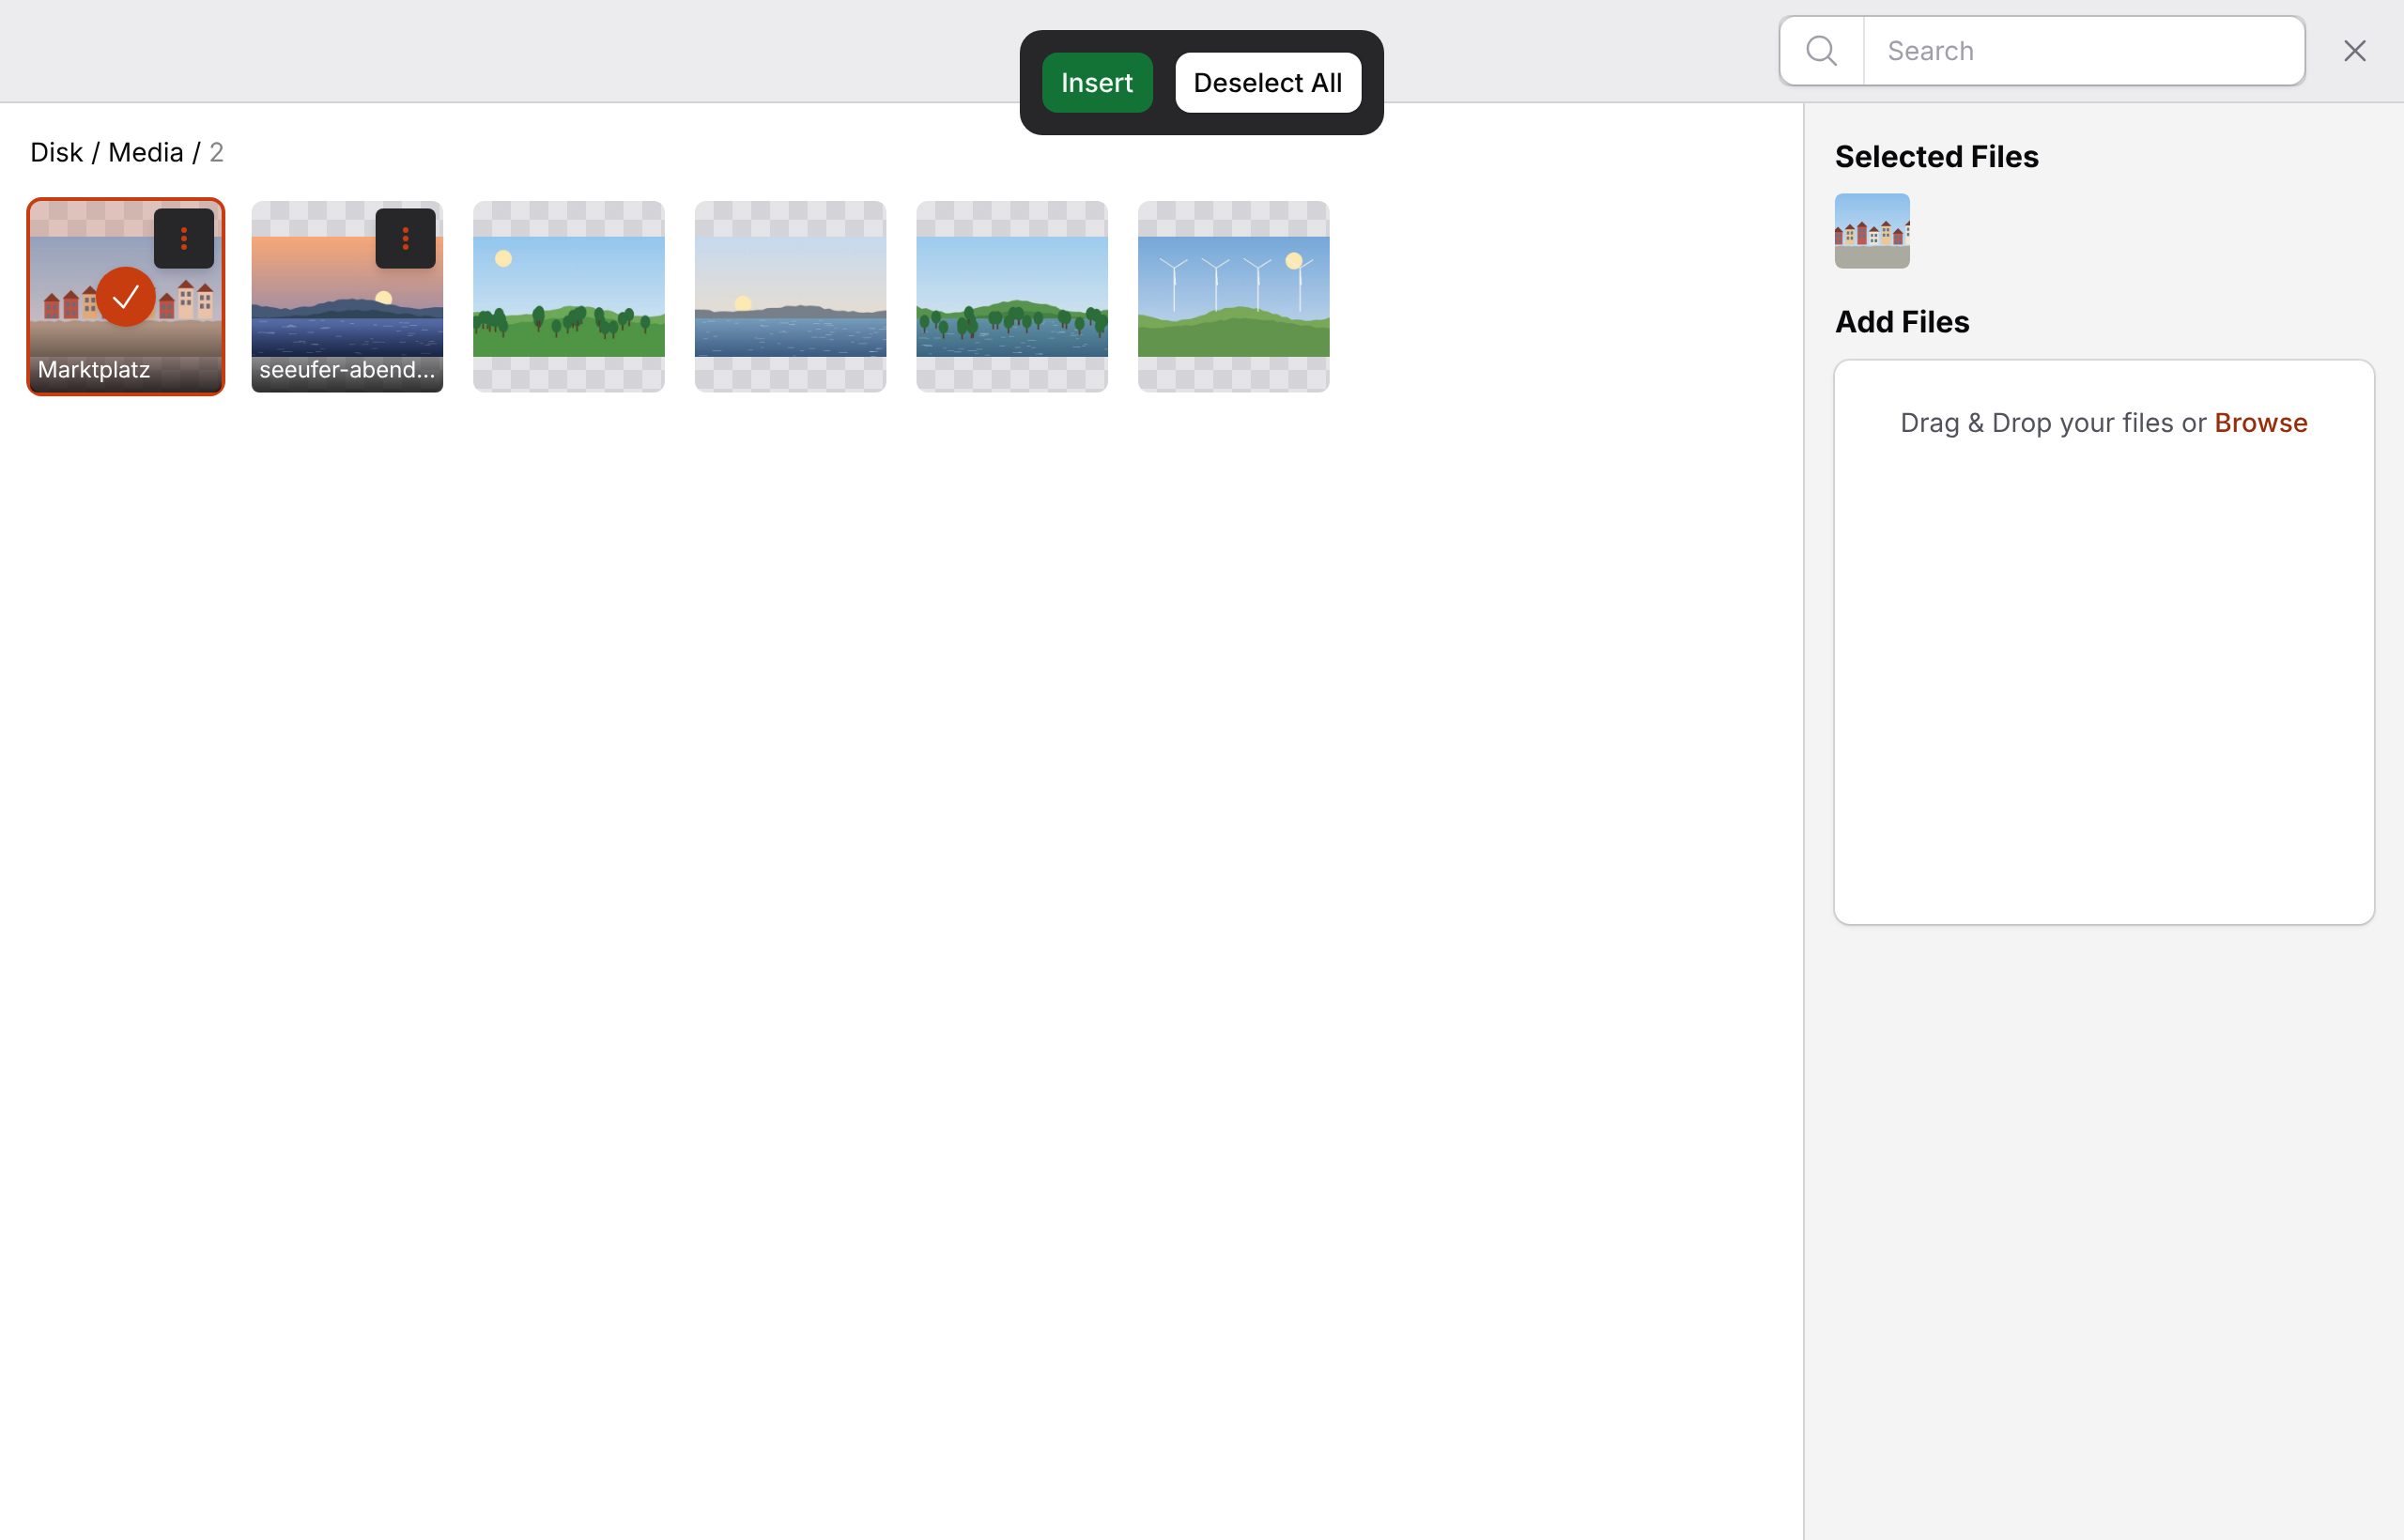 Insert
Deselect All
Search
Disk / Media / 2
Marktplatz
seeufer-abend...
Selected Files
Add Files
Drag & Drop your files or Browse